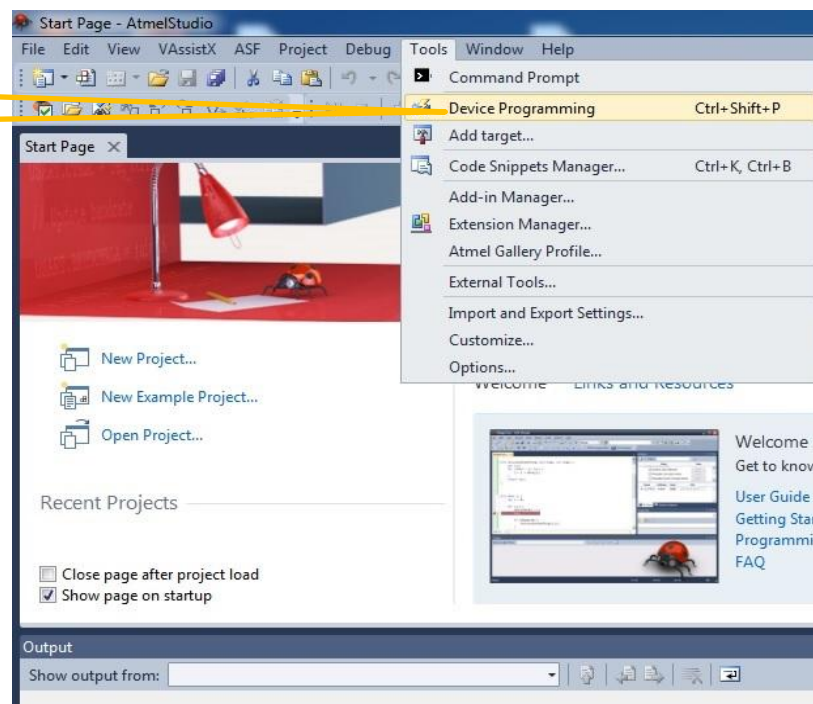 Start Page - AtmelStudio
File Edit View VAssistX ASF Project Debug Tools Window Help
Command Prompt
Device Programming Ctrl+Shift+P
Add target...
Start Page
Code Snippets Manager... Ctrl+K, Ctrl+B
Add-in Manager...
Extension Manager...
Atmel Gallery Profile...
External Tools...
Import and Export Settings...
Customize...
Options...
New Project...
New Example Project...
Open Project...
Welcome Links and Resources
Welcome
Get to know
User Guide
Getting Star
Programmi
FAQ
Recent Projects
Close page after project load
Show page on startup
Output
Show output from: